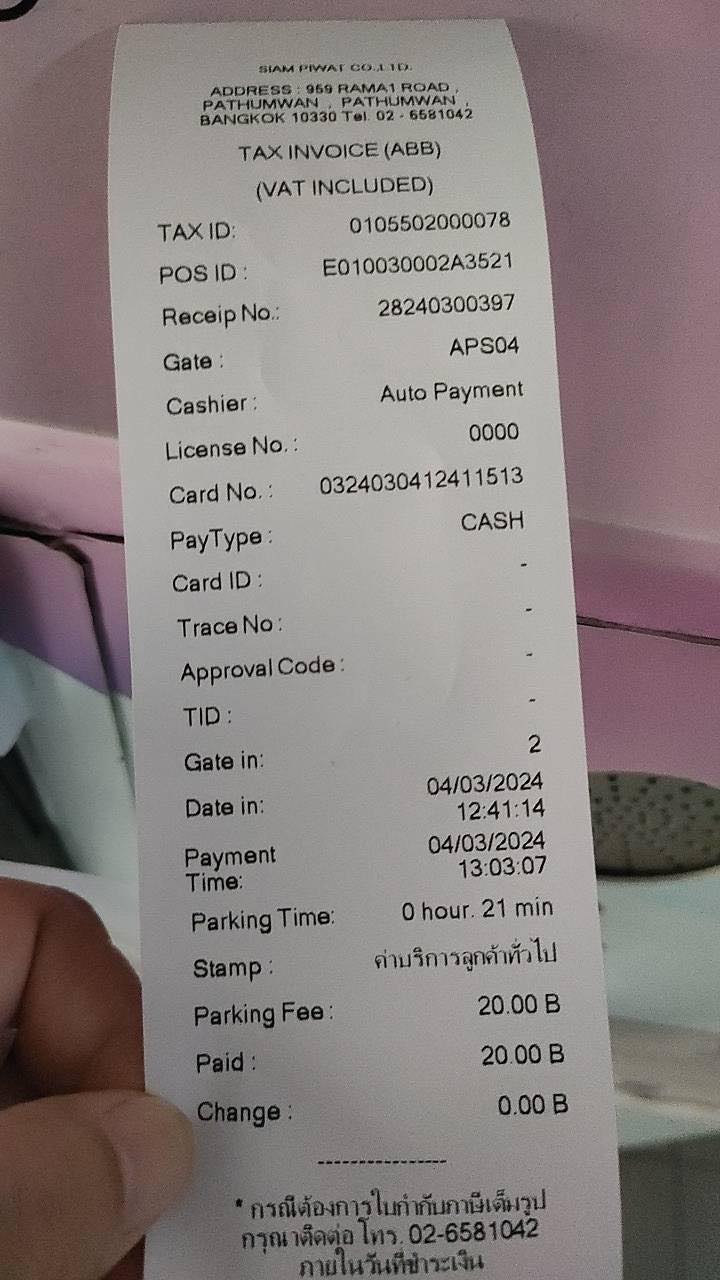 SIAM PIWAT CO.,LTD.
ADDRESS : 959 RAMA1 ROAD ,
PATHUMWAN , PATHUMWAN ,
BANGKOK 10330 Tel. 02 - 6581042
TAX INVOICE (ABB)
(VAT INCLUDED)
TAX ID: 0105502000078
POS ID : E010030002A3521
Receip No.: 28240300397
Gate : APS04
Cashier : Auto Payment
License No. : 0000
Card No. : 0324030412411513
PayType : CASH
Card ID : -
Trace No : -
Approval Code : -
TID : -
Gate in: 2
Date in: 04/03/2024
12:41:14
Payment Time: 04/03/2024
13:03:07
Parking Time: 0 hour. 21 min
Stamp : ค่าบริการลูกค้าทั่วไป
Parking Fee : 20.00 B
Paid : 20.00 B
Change : 0.00 B
----------------
* กรณีต้องการใบกำกับภาษีเต็มรูป
กรุณาติดต่อ โทร. 02-6581042
ภายในวันที่ชำระเงิน